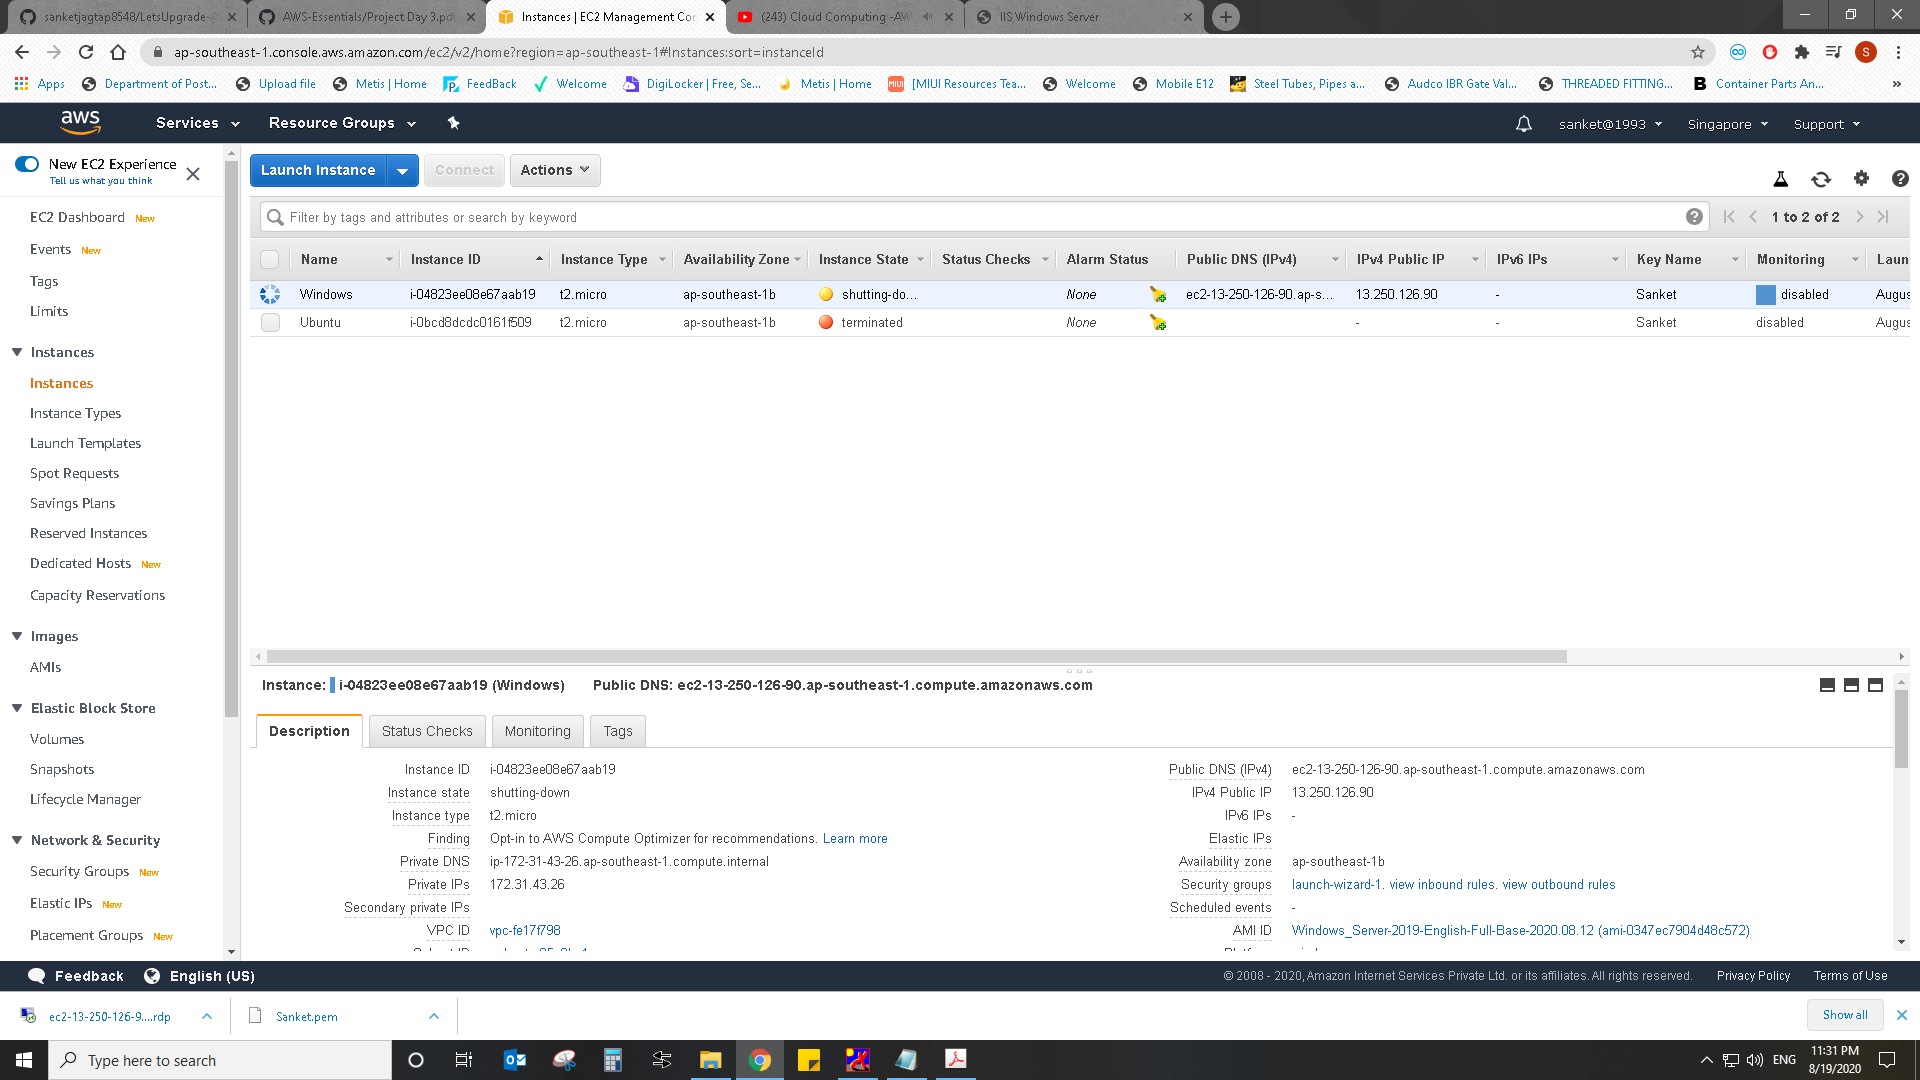 sanketjagtap8548/LetsUpgrade-A
AWS-Essentials/Project Day 3.pdf
Instances | EC2 Management Con
(243) Cloud Computing -AW
IIS Windows Server
ap-southeast-1.console.aws.amazon.com/ec2/v2/home?region=ap-southeast-1#Instances:sort=instanceId
S
Apps
Department of Post...
Upload file
Metis | Home
FeedBack
Welcome
DigiLocker | Free, Se...
Metis | Home
[MIUI Resources Tea...
Welcome
Mobile E12
Steel Tubes, Pipes a...
Audco IBR Gate Val...
THREADED FITTING...
Container Parts An...
aws
Services
Resource Groups
sanket@1993
Singapore
Support
New EC2 Experience
Tell us what you think
EC2 Dashboard New
Events New
Tags
Limits
Instances
Instances
Instance Types
Launch Templates
Spot Requests
Savings Plans
Reserved Instances
Dedicated Hosts New
Capacity Reservations
Images
AMIs
Elastic Block Store
Volumes
Snapshots
Lifecycle Manager
Network & Security
Security Groups New
Elastic IPs New
Placement Groups New
Launch Instance
Connect
Actions
Filter by tags and attributes or search by keyword
1 to 2 of 2
Name Instance ID Instance Type Availability Zone Instance State Status Checks Alarm Status Public DNS (IPv4) IPv4 Public IP IPv6 IPs Key Name Monitoring Laun
Windows i-04823ee08e67aab19 t2.micro ap-southeast-1b shutting-do... None ec2-13-250-126-90.ap-s... 13.250.126.90 - Sanket disabled Augus
Ubuntu i-0bcd8dcdc0161f509 t2.micro ap-southeast-1b terminated None - - Sanket disabled Augus
Instance: i-04823ee08e67aab19 (Windows) Public DNS: ec2-13-250-126-90.ap-southeast-1.compute.amazonaws.com
Description
Status Checks
Monitoring
Tags
Instance ID i-04823ee08e67aab19
Instance state shutting-down
Instance type t2.micro
Finding Opt-in to AWS Compute Optimizer for recommendations. Learn more
Private DNS ip-172-31-43-26.ap-southeast-1.compute.internal
Private IPs 172.31.43.26
Secondary private IPs
VPC ID vpc-fe17f798
Public DNS (IPv4) ec2-13-250-126-90.ap-southeast-1.compute.amazonaws.com
IPv4 Public IP 13.250.126.90
IPv6 IPs -
Elastic IPs
Availability zone ap-southeast-1b
Security groups launch-wizard-1. view inbound rules. view outbound rules
Scheduled events -
AMI ID Windows_Server-2019-English-Full-Base-2020.08.12 (ami-0347ec7904d48c572)
Feedback
English (US)
© 2008 - 2020, Amazon Internet Services Private Ltd. or its affiliates. All rights reserved.
Privacy Policy
Terms of Use
ec2-13-250-126-9....rdp
Sanket.pem
Show all
Type here to search
ENG
11:31 PM
8/19/2020